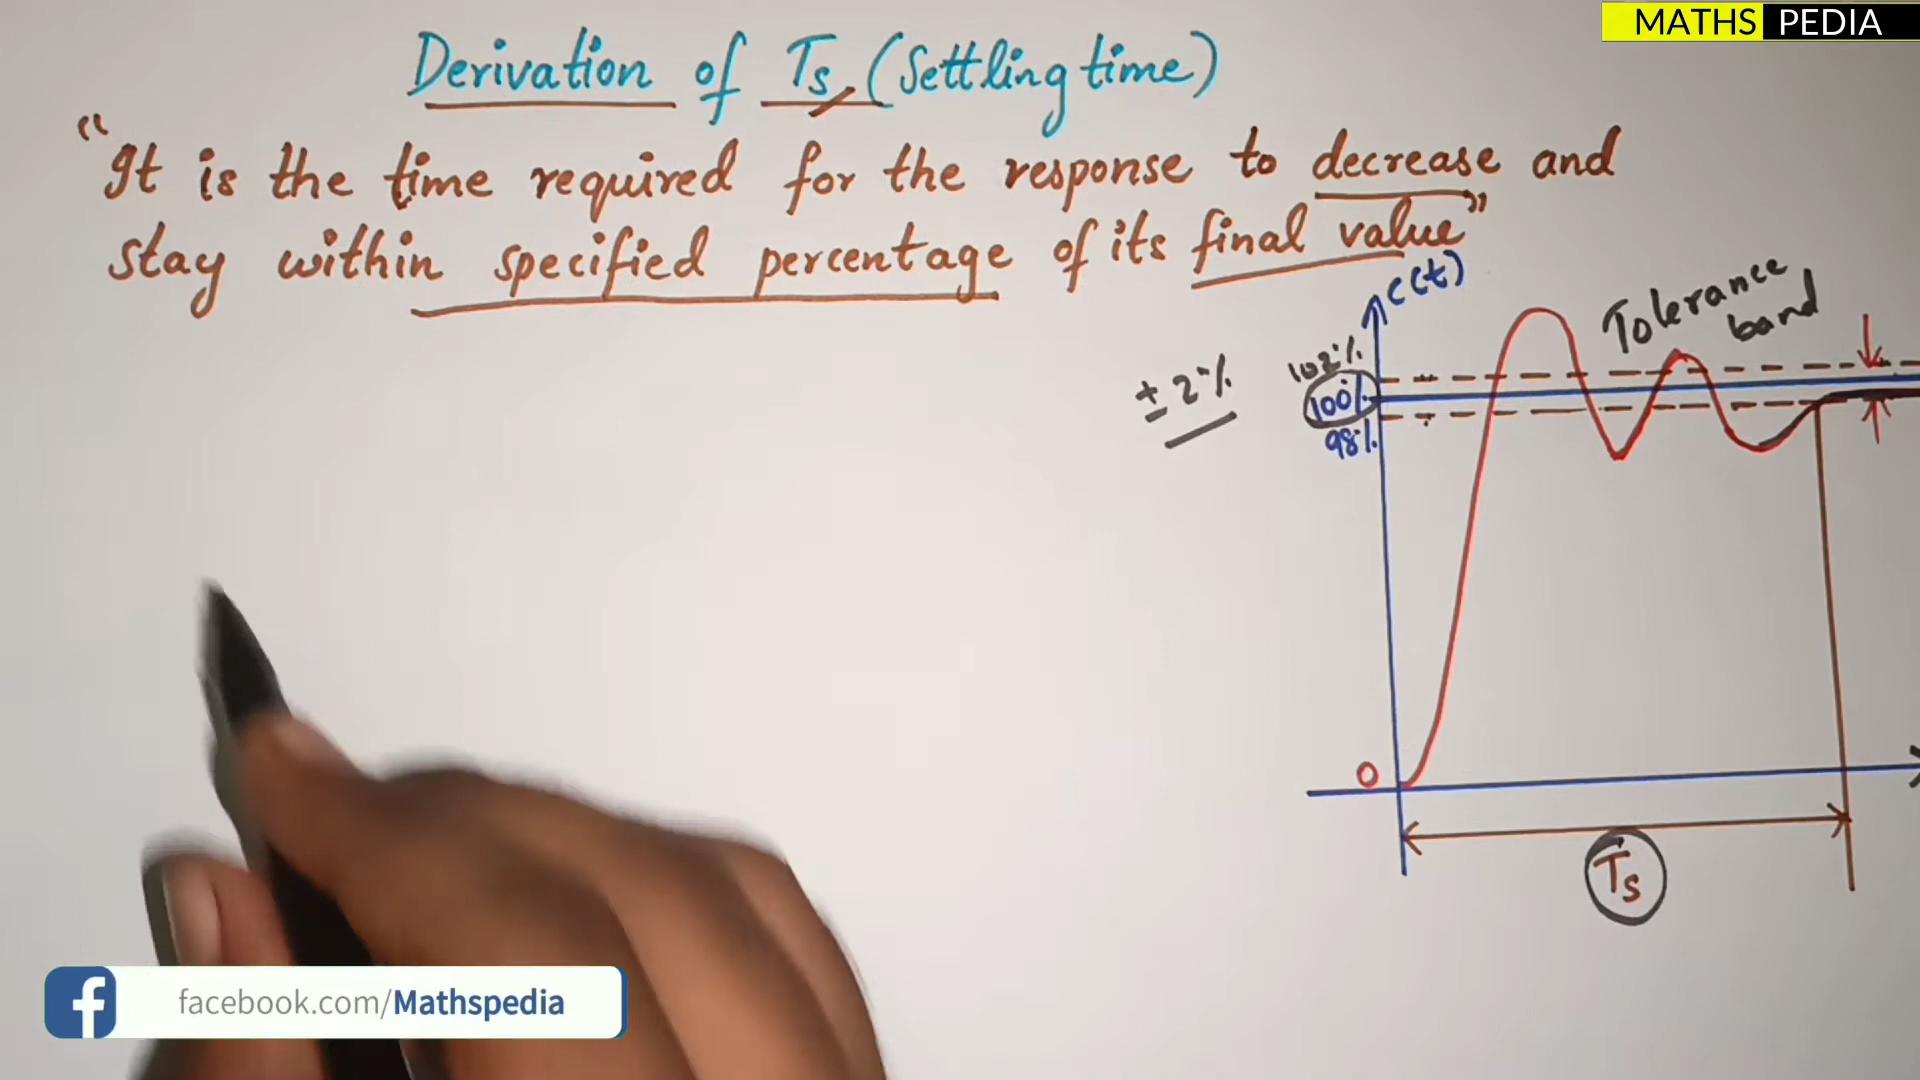 MATHS PEDIA
Derivation of Ts (Settling time)
"It is the time required for the response to decrease and
stay within specified percentage of its final value"
C(t)
Tolerance
band
± 2%
102%
100%
98%
0
Ts
facebook.com/Mathspedia